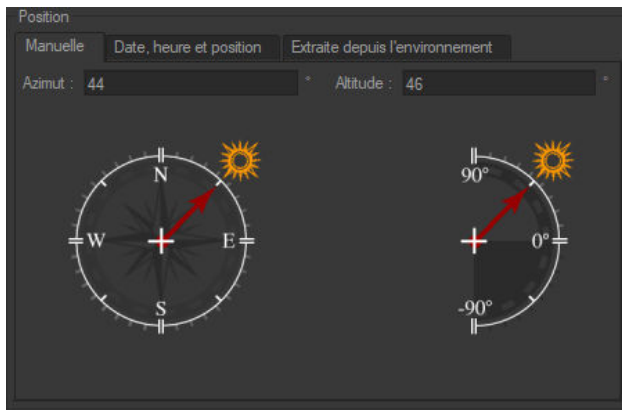 Position
Manuelle Date, heure et position Extraite depuis l'environnement
Azimut : 44 ° Altitude : 46 °
N 90°
W E 0°
S -90°